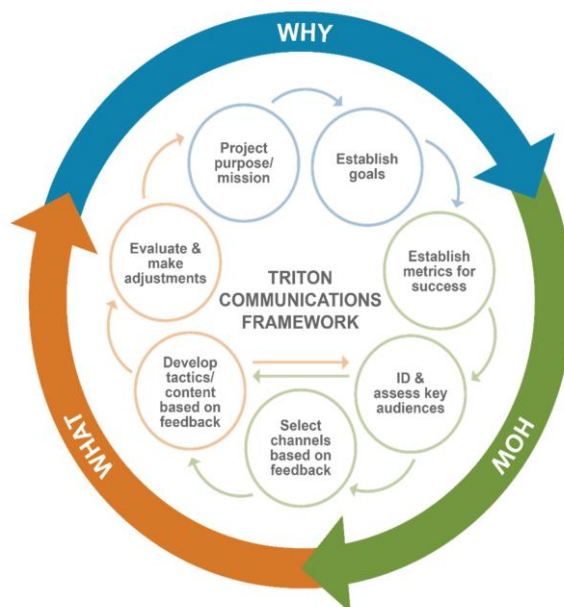 WHY
Project
purpose/
mission
Establish
goals
Establish
metrics for
success
ID &
assess key
audiences
Select
channels
based on
feedback
Develop
tactics/
content
based on
feedback
Evaluate &
make
adjustments
TRITON
COMMUNICATIONS
FRAMEWORK
HOW
WHAT